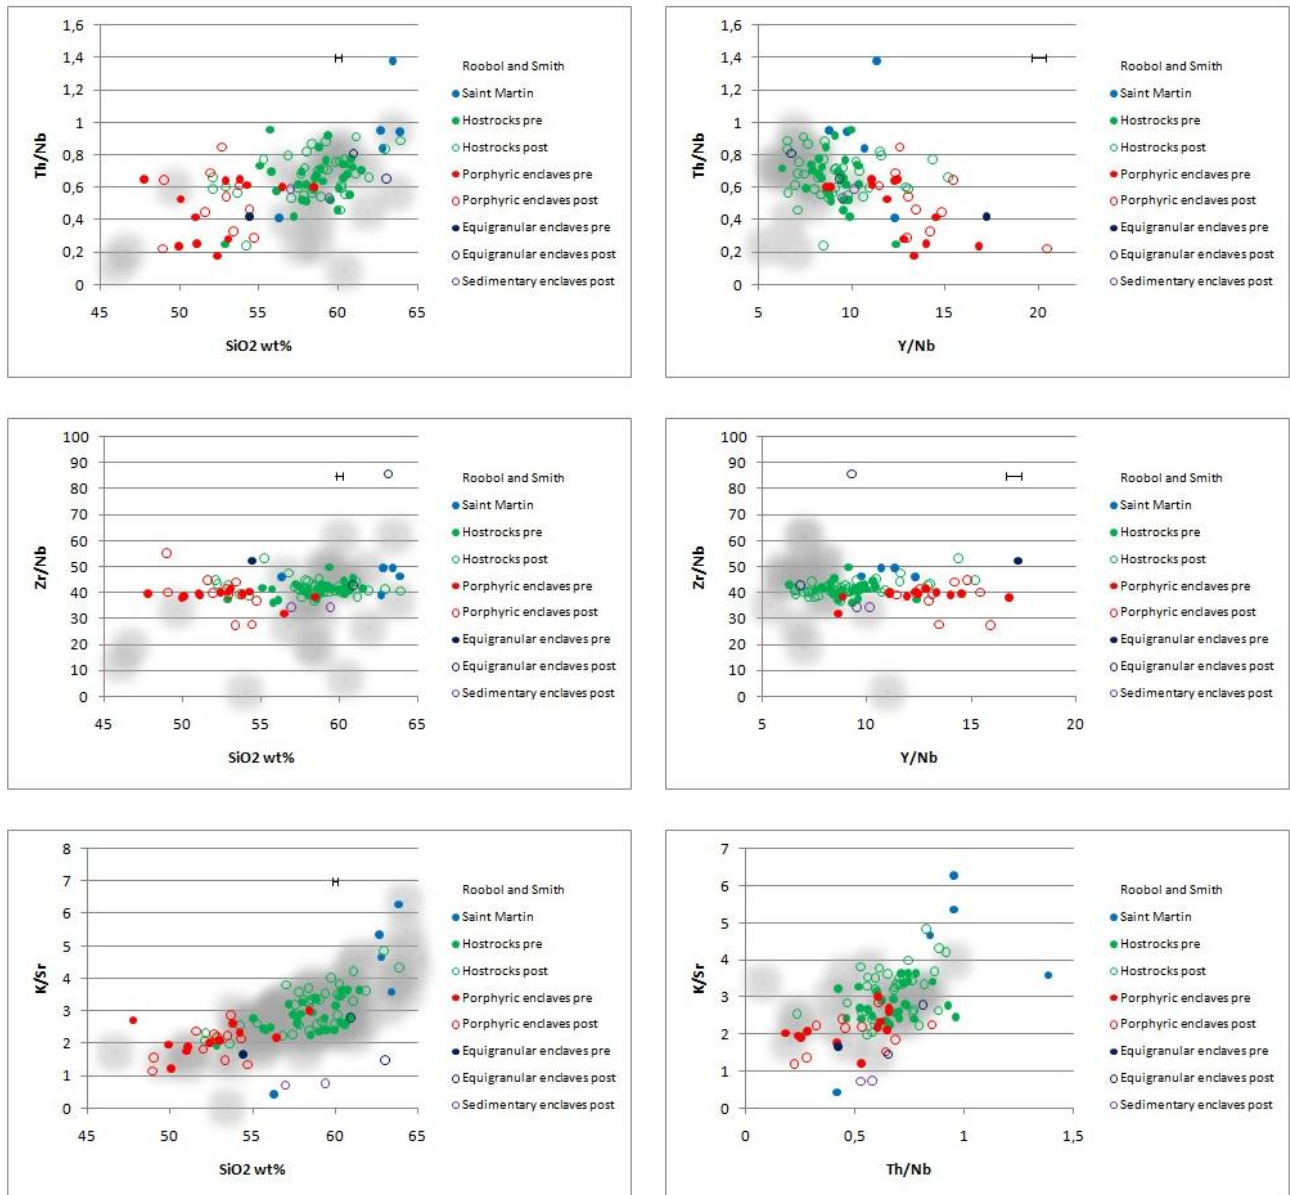 1,6
1,4
1,2
1
0,8
0,6
0,4
0,2
0
Th/Nb
45 50 55 60 65
SiO2 wt%
Roobol and Smith
Saint Martin
Hostrocks pre
Hostrocks post
Porphyric enclaves pre
Porphyric enclaves post
Equigranular enclaves pre
Equigranular enclaves post
Sedimentary enclaves post
1,6
1,4
1,2
1
0,8
0,6
0,4
0,2
0
Th/Nb
5 10 15 20
Y/Nb
Roobol and Smith
Saint Martin
Hostrocks pre
Hostrocks post
Porphyric enclaves pre
Porphyric enclaves post
Equigranular enclaves pre
Equigranular enclaves post
Sedimentary enclaves post
100
90
80
70
60
50
40
30
20
10
0
Zr/Nb
45 50 55 60 65
SiO2 wt%
Roobol and Smith
Saint Martin
Hostrocks pre
Hostrocks post
Porphyric enclaves pre
Porphyric enclaves post
Equigranular enclaves pre
Equigranular enclaves post
Sedimentary enclaves post
100
90
80
70
60
50
40
30
20
10
0
Zr/Nb
5 10 15 20
Y/Nb
Roobol and Smith
Saint Martin
Hostrocks pre
Hostrocks post
Porphyric enclaves pre
Porphyric enclaves post
Equigranular enclaves pre
Equigranular enclaves post
Sedimentary enclaves post
8
7
6
5
4
3
2
1
0
K/Sr
45 50 55 60 65
SiO2 wt%
Roobol and Smith
Saint Martin
Hostrocks pre
Hostrocks post
Porphyric enclaves pre
Porphyric enclaves post
Equigranular enclaves pre
Equigranular enclaves post
Sedimentary enclaves post
7
6
5
4
3
2
1
0
K/Sr
0 0,5 1 1,5
Th/Nb
Roobol and Smith
Saint Martin
Hostrocks pre
Hostrocks post
Porphyric enclaves pre
Porphyric enclaves post
Equigranular enclaves pre
Equigranular enclaves post
Sedimentary enclaves post